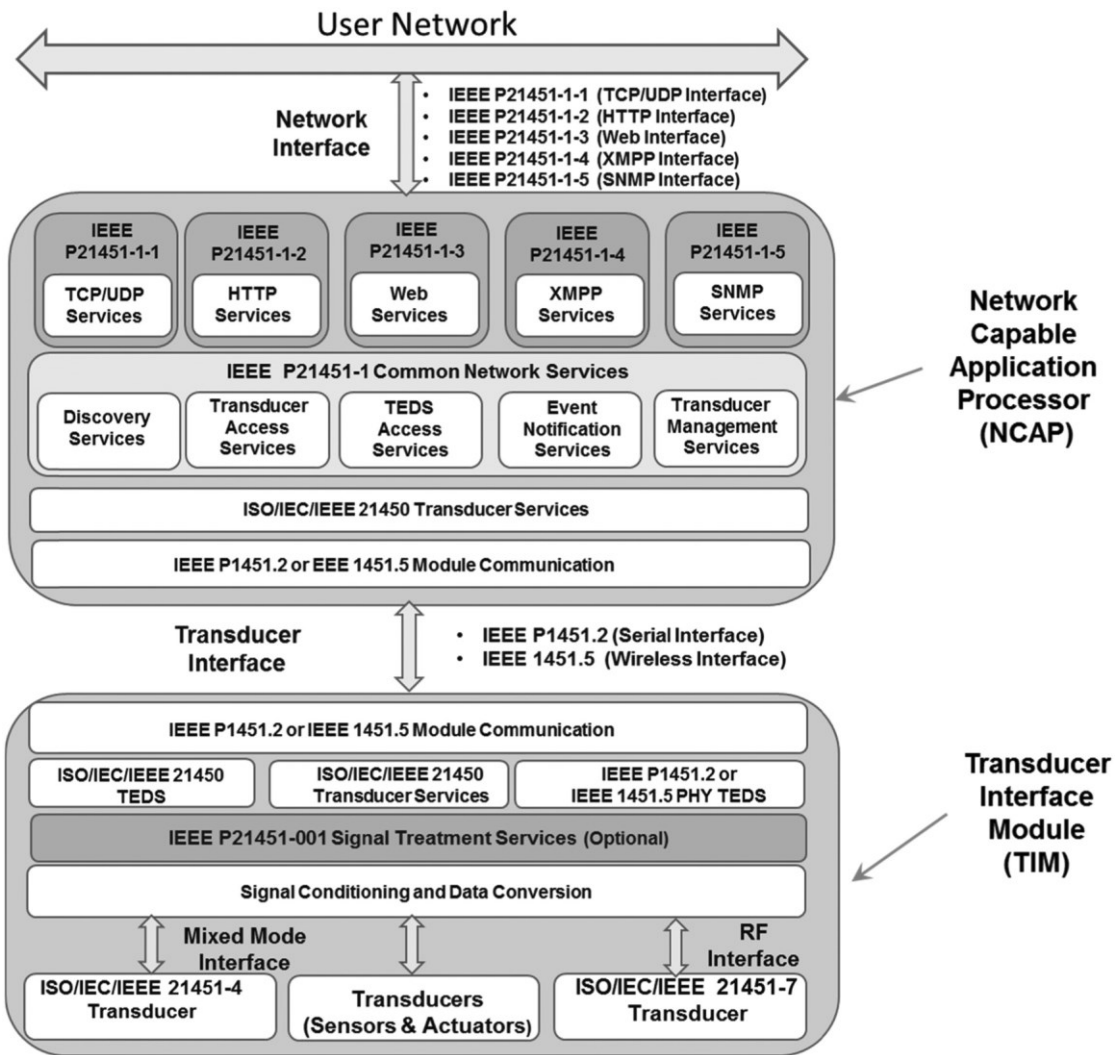 User Network
Network
Interface
• IEEE P21451-1-1 (TCP/UDP Interface)
• IEEE P21451-1-2 (HTTP Interface)
• IEEE P21451-1-3 (Web Interface)
• IEEE P21451-1-4 (XMPP Interface)
• IEEE P21451-1-5 (SNMP Interface)
IEEE
P21451-1-1
TCP/UDP
Services
IEEE
P21451-1-2
HTTP
Services
IEEE
P21451-1-3
Web
Services
IEEE
P21451-1-4
XMPP
Services
IEEE
P21451-1-5
SNMP
Services
IEEE P21451-1 Common Network Services
Discovery
Services
Transducer
Access
Services
TEDS
Access
Services
Event
Notification
Services
Transducer
Management
Services
ISO/IEC/IEEE 21450 Transducer Services
IEEE P1451.2 or EEE 1451.5 Module Communication
Network
Capable
Application
Processor
(NCAP)
Transducer
Interface
• IEEE P1451.2 (Serial Interface)
• IEEE 1451.5 (Wireless Interface)
IEEE P1451.2 or IEEE 1451.5 Module Communication
ISO/IEC/IEEE 21450
TEDS
ISO/IEC/IEEE 21450
Transducer Services
IEEE P1451.2 or
IEEE 1451.5 PHY TEDS
IEEE P21451-001 Signal Treatment Services (Optional)
Signal Conditioning and Data Conversion
Mixed Mode
Interface
RF
Interface
ISO/IEC/IEEE 21451-4
Transducer
Transducers
(Sensors & Actuators)
ISO/IEC/IEEE 21451-7
Transducer
Transducer
Interface
Module
(TIM)